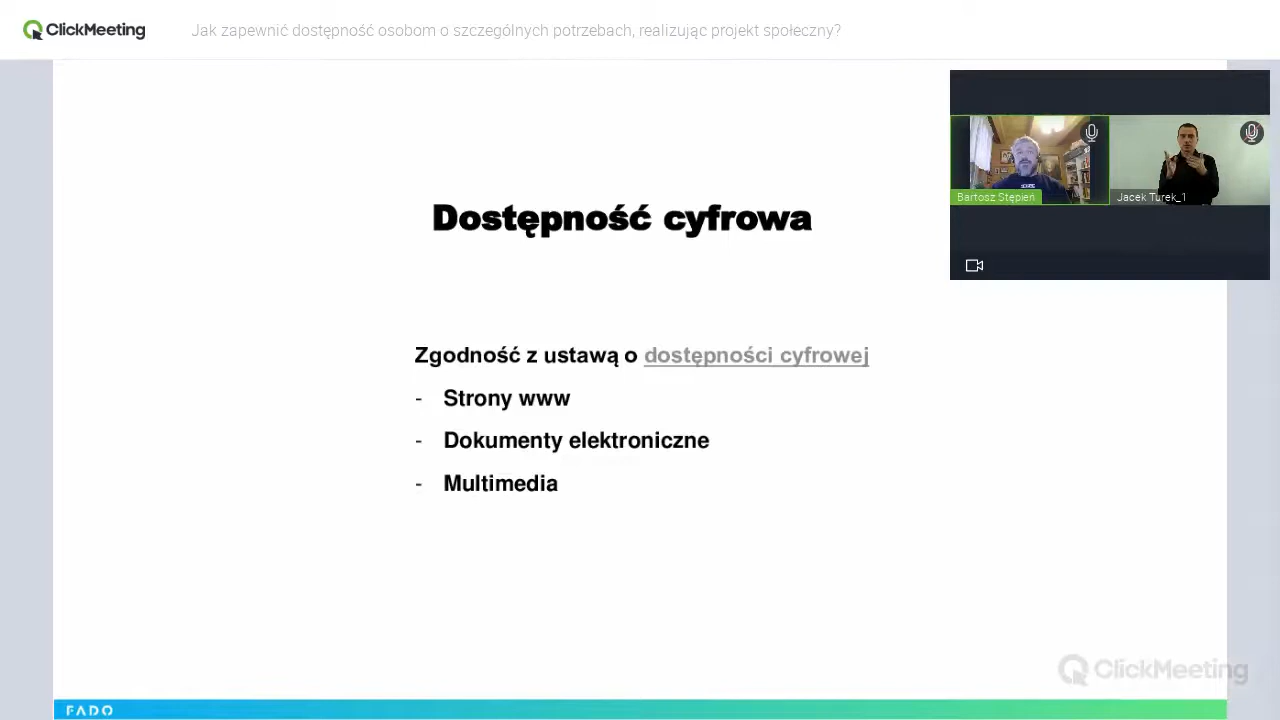 ClickMeeting
Jak zapewnić dostępność osobom o szczególnych potrzebach, realizując projekt społeczny?
Bartosz Stępień
Jacek Turek_1
Dostępność cyfrowa
Zgodność z ustawą o dostępności cyfrowej
- Strony www
- Dokumenty elektroniczne
- Multimedia
ClickMeeting
FADO